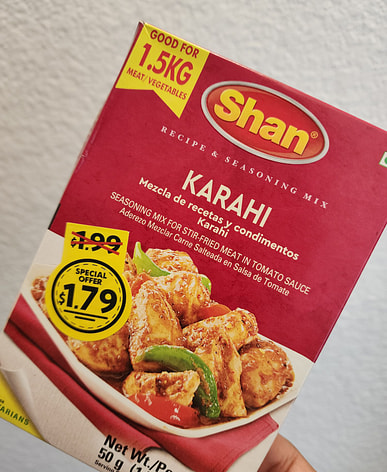 GOOD FOR
1.5KG
MEAT/VEGETABLES
Shan®
RECIPE & SEASONING MIX
KARAHI
Mezcla de recetas y condimentos
Karahi
SEASONING MIX FOR STIR-FRIED MEAT IN TOMATO SAUCE
Aderezo Mezclar Carne Salteada en Salsa de Tomate
$1.99
SPECIAL
OFFER
$1.79
Net Wt./Pe
50 g (1